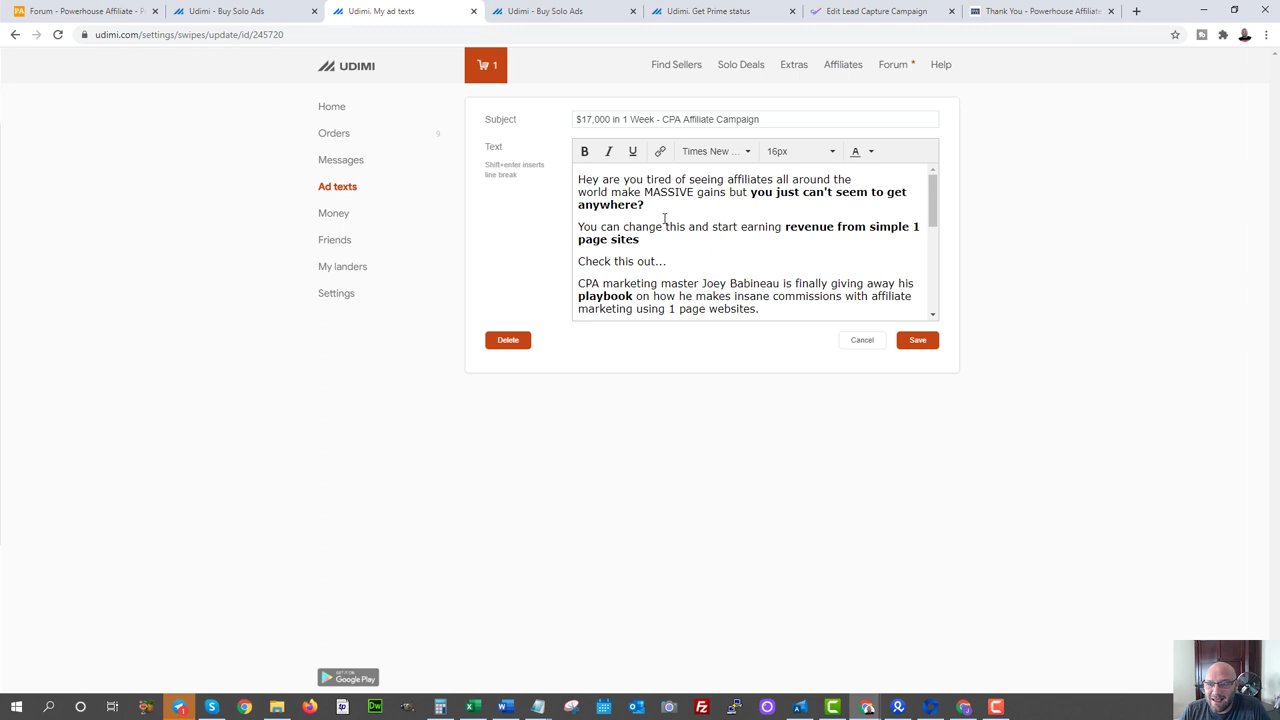 Forum - Powerhouse Affiliate - P
Udimi - Buy Solo Ads
Udimi - My ad texts
Udimi - Buy Solo Ads
Udimi - Get Prime status
Edit Lead Capture Campaign
Thank You - Powerhouse Affiliate
udimi.com/settings/swipes/update/id/245720
UDIMI
1
Find Sellers
Solo Deals
Extras
Affiliates
Forum
Help
Home
Orders
9
Messages
Ad texts
Money
Friends
My landers
Settings
Subject
$17,000 in 1 Week - CPA Affiliate Campaign
Text
Shift+enter inserts
line break
B I U
Times New ...
16px
A
Hey are you tired of seeing affiliates all around the
world make MASSIVE gains but you just can't seem to get
anywhere?
You can change this and start earning revenue from simple 1
page sites
Check this out...
CPA marketing master Joey Babineau is finally giving away his
playbook on how he makes insane commissions with affiliate
marketing using 1 page websites.
Delete
Cancel
Save
GET IT ON
Google Play